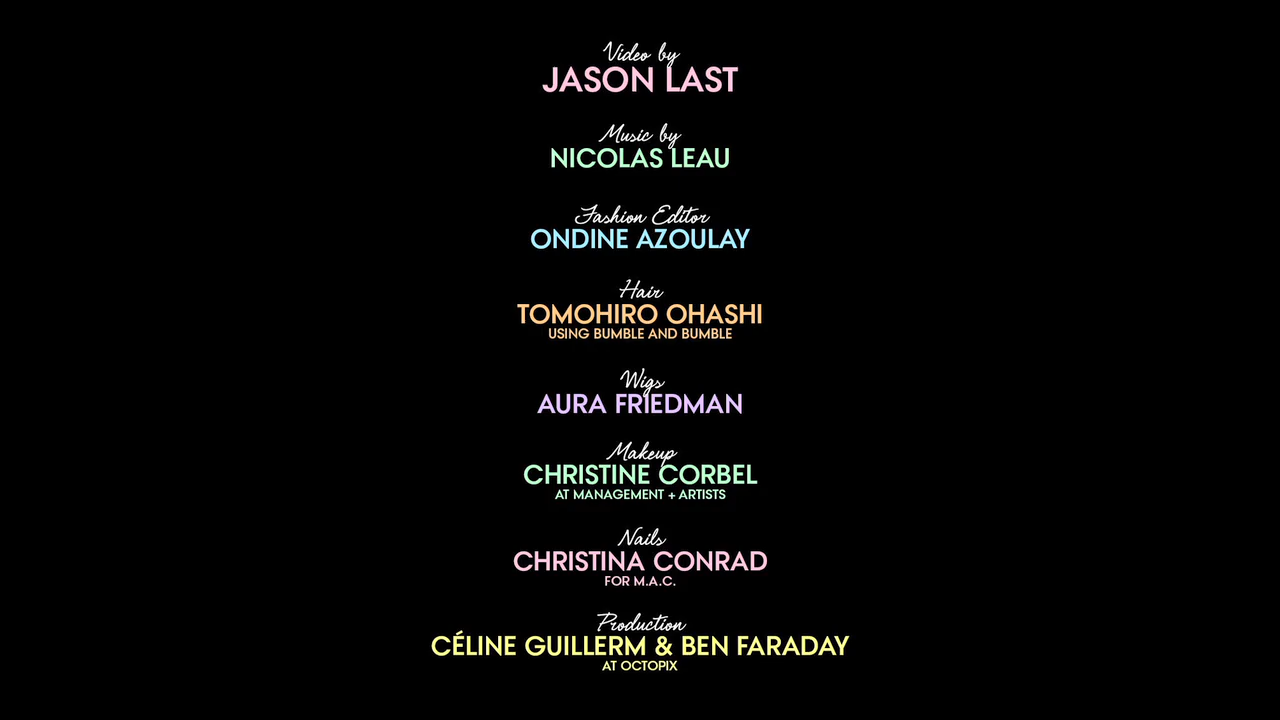 Video by
JASON LAST
Music by
NICOLAS LEAU
Fashion Editor
ONDINE AZOULAY
Hair
TOMOHIRO OHASHI
USING BUMBLE AND BUMBLE
Wigs
AURA FRIEDMAN
Makeup
CHRISTINE CORBEL
AT MANAGEMENT + ARTISTS
Nails
CHRISTINA CONRAD
FOR M.A.C.
Production
CÉLINE GUILLERM & BEN FARADAY
AT OCTOPIX